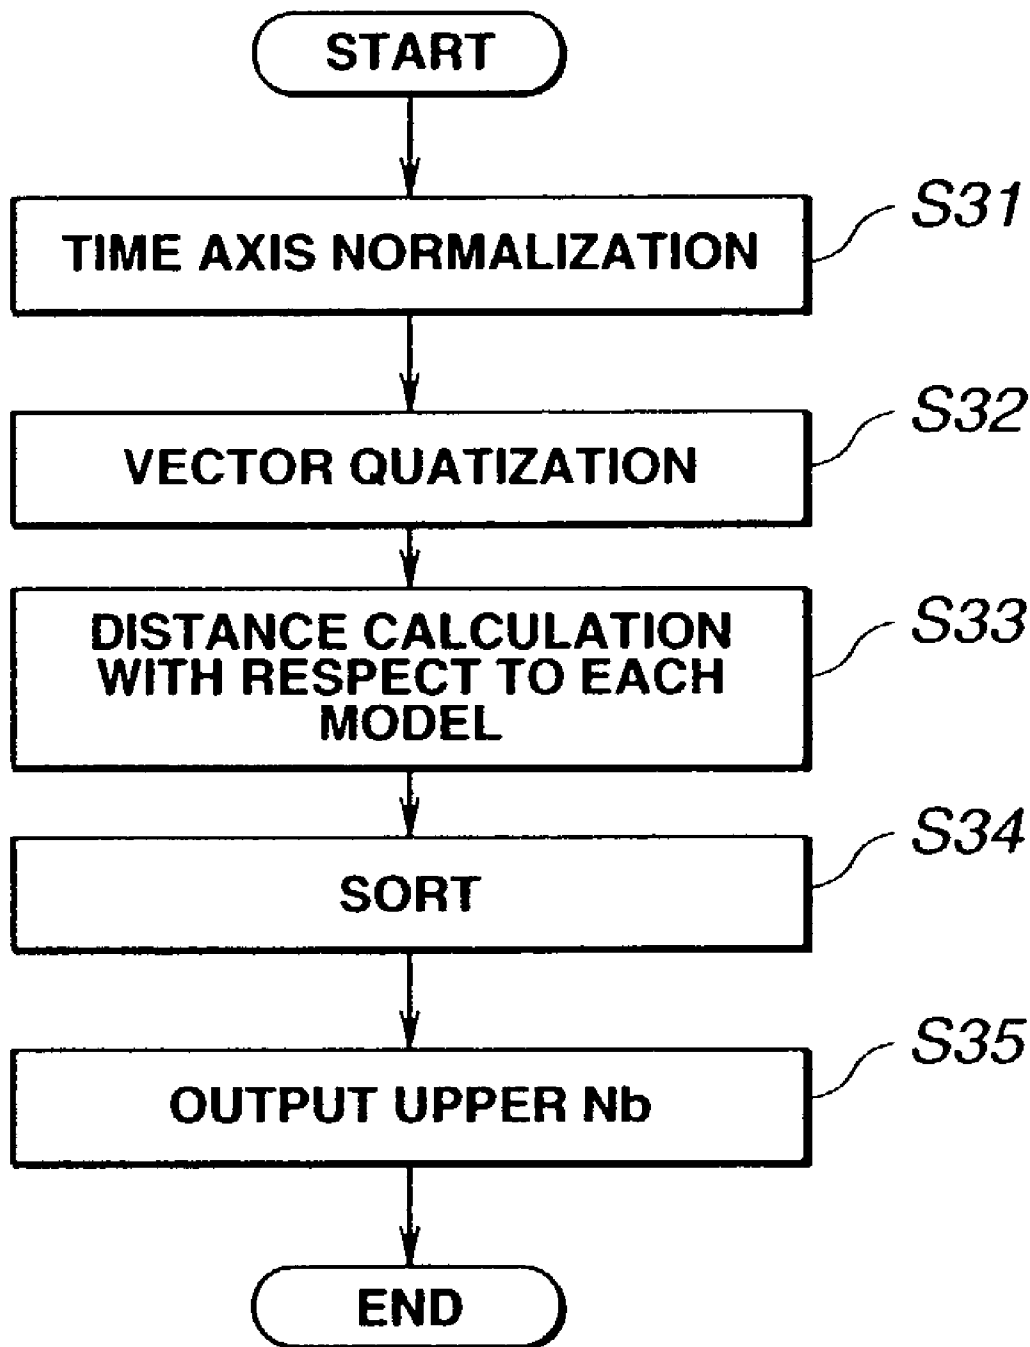 START
S31
TIME AXIS NORMALIZATION
S32
VECTOR QUATIZATION
S33
DISTANCE CALCULATION
WITH RESPECT TO EACH
MODEL
S34
SORT
S35
OUTPUT UPPER Nb
END